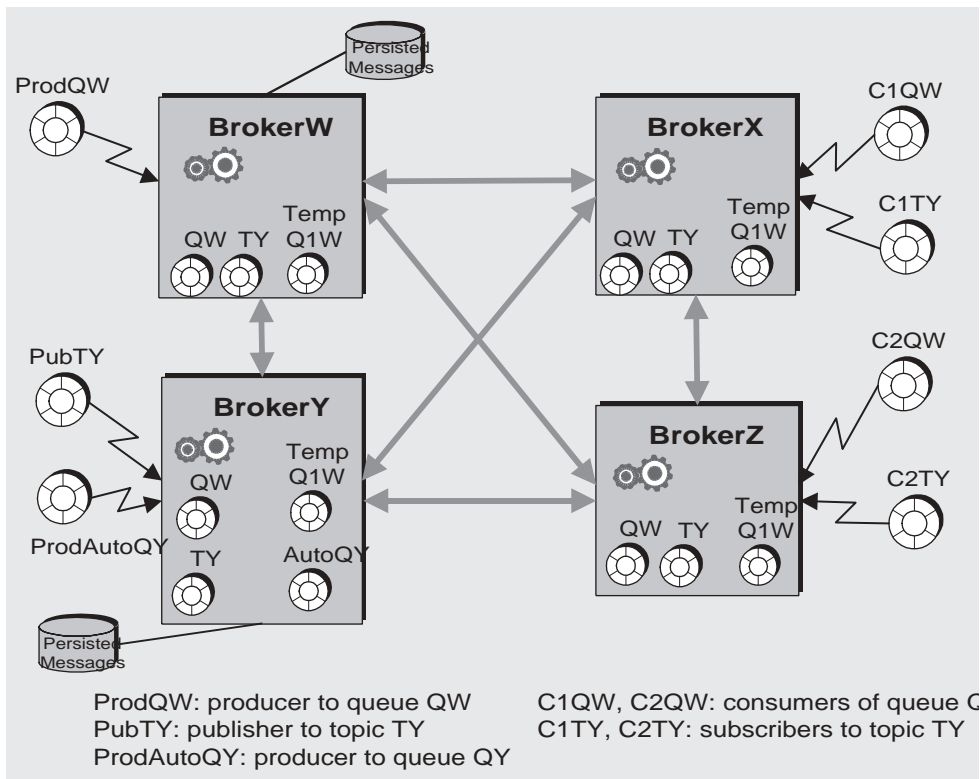 Persisted
Messages
ProdQW
BrokerW
QW TY
Temp
Q1W
BrokerX
QW TY
Temp
Q1W
C1QW
C1TY
PubTY
ProdAutoQY
BrokerY
QW
Temp
Q1W
TY
AutoQY
Persisted
Messages
BrokerZ
QW TY
Temp
Q1W
C2QW
C2TY
ProdQW: producer to queue QW
PubTY: publisher to topic TY
ProdAutoQY: producer to queue QY
C1QW, C2QW: consumers of queue Q
C1TY, C2TY: subscribers to topic TY